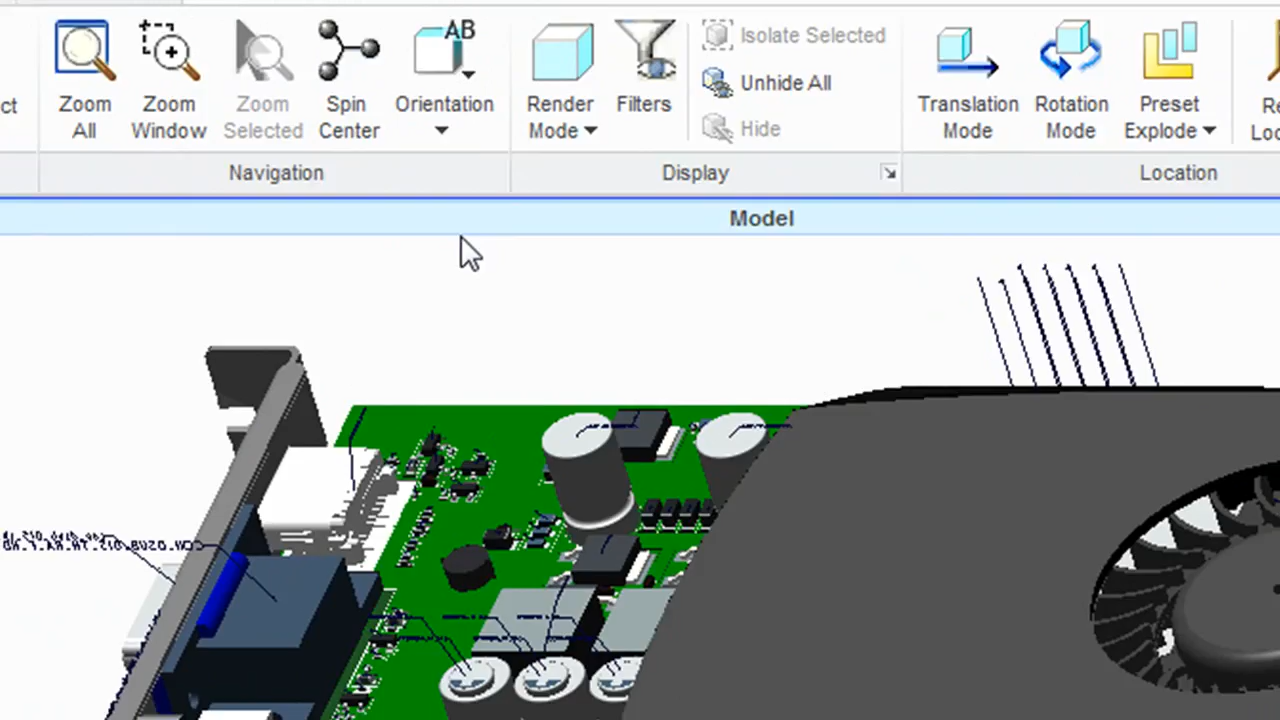 ct
Zoom All
Zoom Window
Zoom Selected
Spin Center
AB
Orientation
Render Mode
Filters
Isolate Selected
Unhide All
Hide
Translation Mode
Rotation Mode
Preset Explode
Re
Loc
Navigation
Display
Location
Model